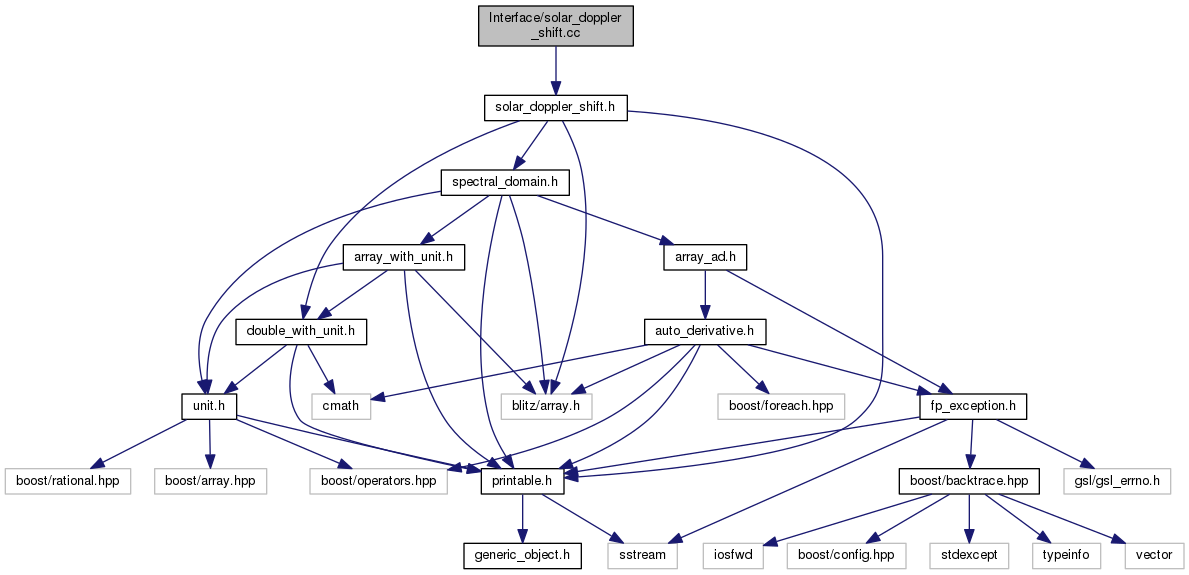 Interface/solar_doppler
_shift.cc
solar_doppler_shift.h
spectral_domain.h
array_with_unit.h
array_ad.h
double_with_unit.h
auto_derivative.h
unit.h
cmath
blitz/array.h
boost/foreach.hpp
fp_exception.h
boost/rational.hpp
boost/array.hpp
boost/operators.hpp
printable.h
boost/backtrace.hpp
gsl/gsl_errno.h
generic_object.h
sstream
iosfwd
boost/config.hpp
stdexcept
typeinfo
vector